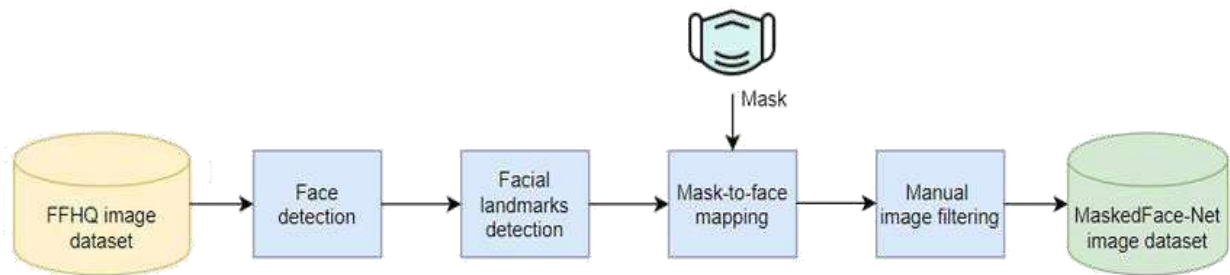 Mask
FFHQ image
dataset
Face
detection
Facial
landmarks
detection
Mask-to-face
mapping
Manual
image filtering
MaskedFace-Net
image dataset